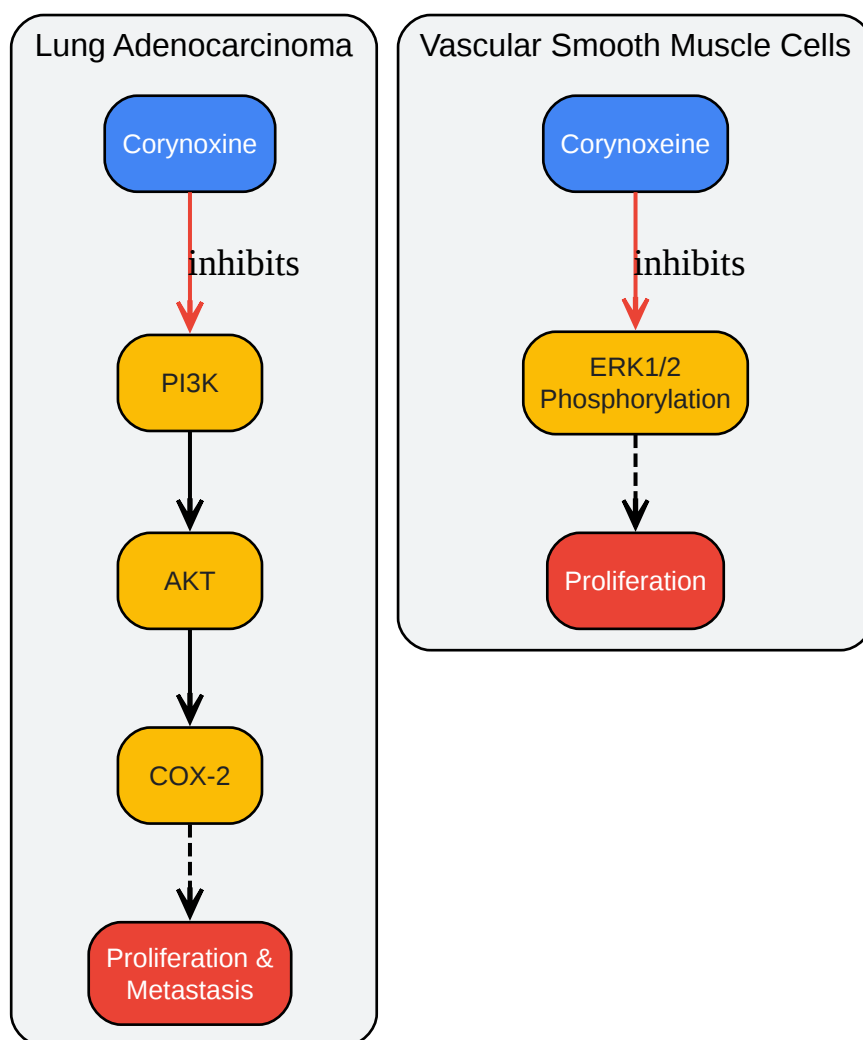 Lung Adenocarcinoma
Corynoxine
inhibits
PI3K
AKT
COX-2
Proliferation &
Metastasis
Vascular Smooth Muscle Cells
Corynoxeine
inhibits
ERK1/2
Phosphorylation
Proliferation